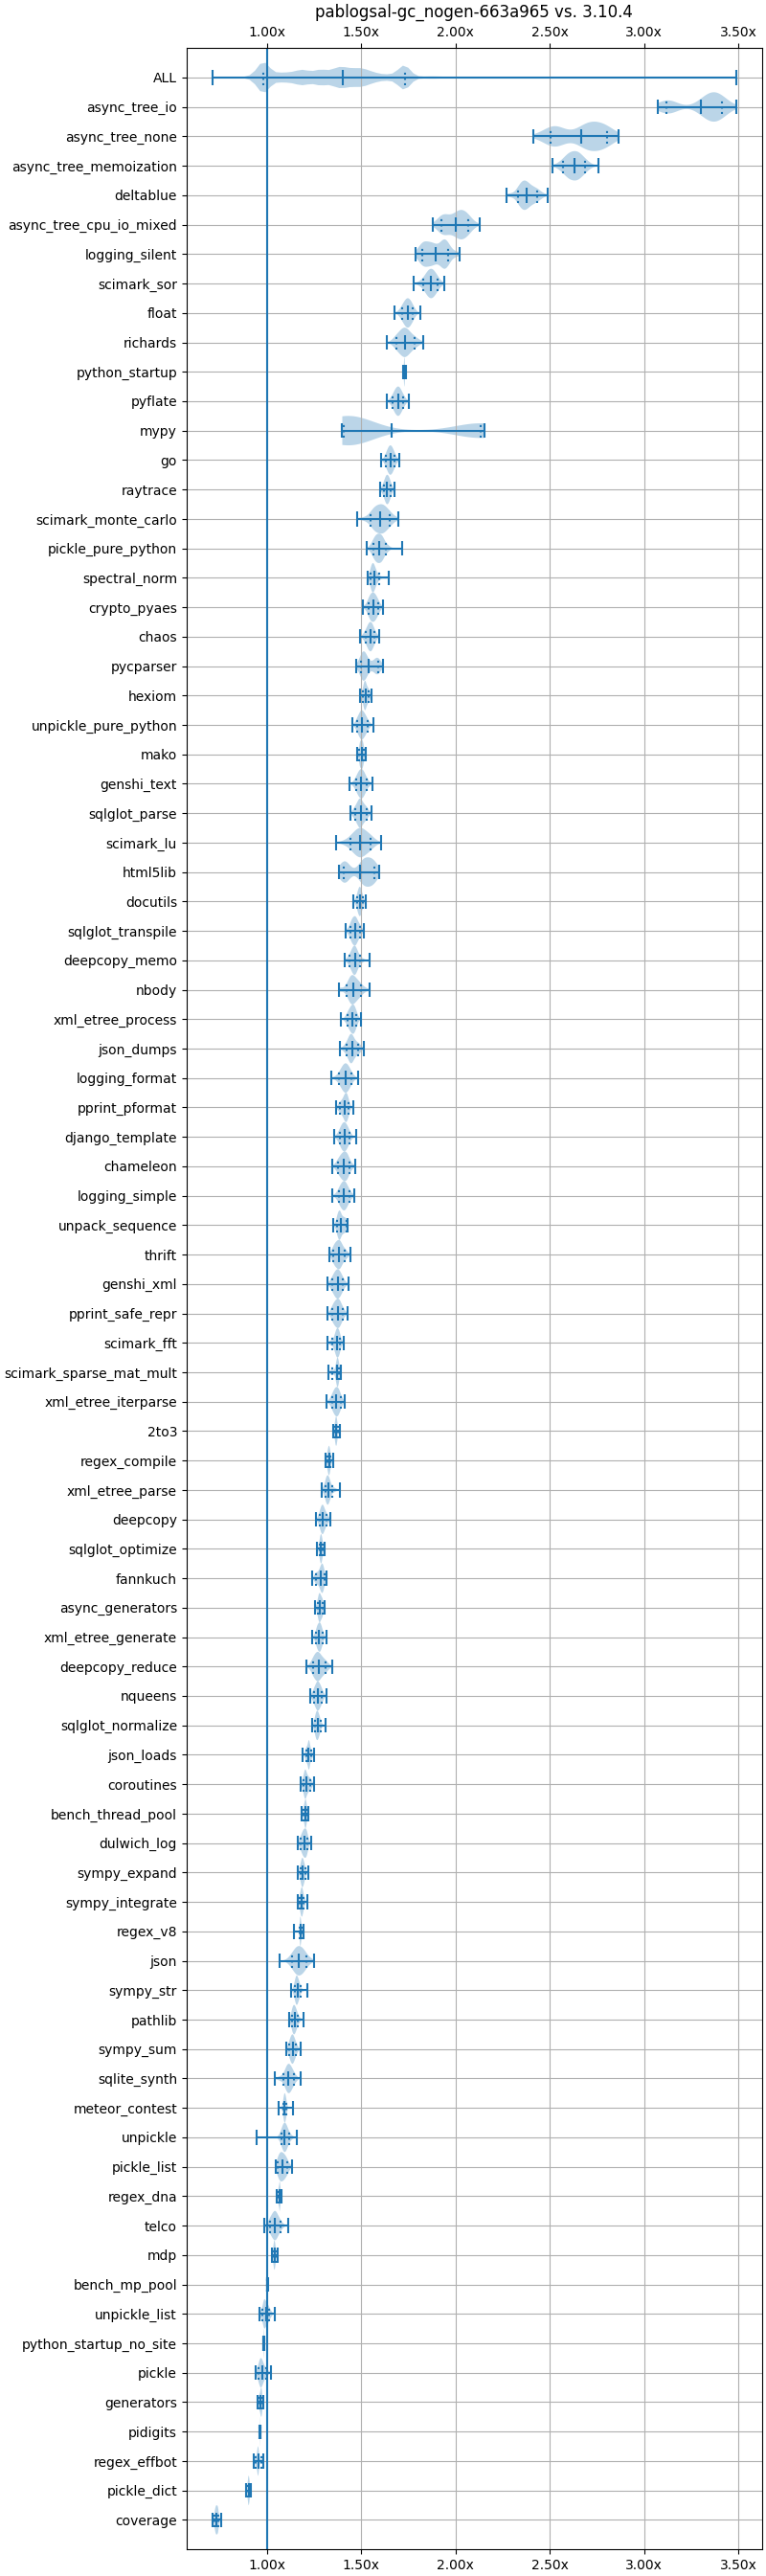 pablogsal-gc_nogen-663a965 vs. 3.10.4
1.00x 1.50x 2.00x 2.50x 3.00x 3.50x
ALL
async_tree_io
async_tree_none
async_tree_memoization
deltablue
async_tree_cpu_io_mixed
logging_silent
scimark_sor
float
richards
python_startup
pyflate
mypy
go
raytrace
scimark_monte_carlo
pickle_pure_python
spectral_norm
crypto_pyaes
chaos
pycparser
hexiom
unpickle_pure_python
mako
genshi_text
sqlglot_parse
scimark_lu
html5lib
docutils
sqlglot_transpile
deepcopy_memo
nbody
xml_etree_process
json_dumps
logging_format
pprint_pformat
django_template
chameleon
logging_simple
unpack_sequence
thrift
genshi_xml
pprint_safe_repr
scimark_fft
scimark_sparse_mat_mult
xml_etree_iterparse
2to3
regex_compile
xml_etree_parse
deepcopy
sqlglot_optimize
fannkuch
async_generators
xml_etree_generate
deepcopy_reduce
nqueens
sqlglot_normalize
json_loads
coroutines
bench_thread_pool
dulwich_log
sympy_expand
sympy_integrate
regex_v8
json
sympy_str
pathlib
sympy_sum
sqlite_synth
meteor_contest
unpickle
pickle_list
regex_dna
telco
mdp
bench_mp_pool
unpickle_list
python_startup_no_site
pickle
generators
pidigits
regex_effbot
pickle_dict
coverage
1.00x 1.50x 2.00x 2.50x 3.00x 3.50x